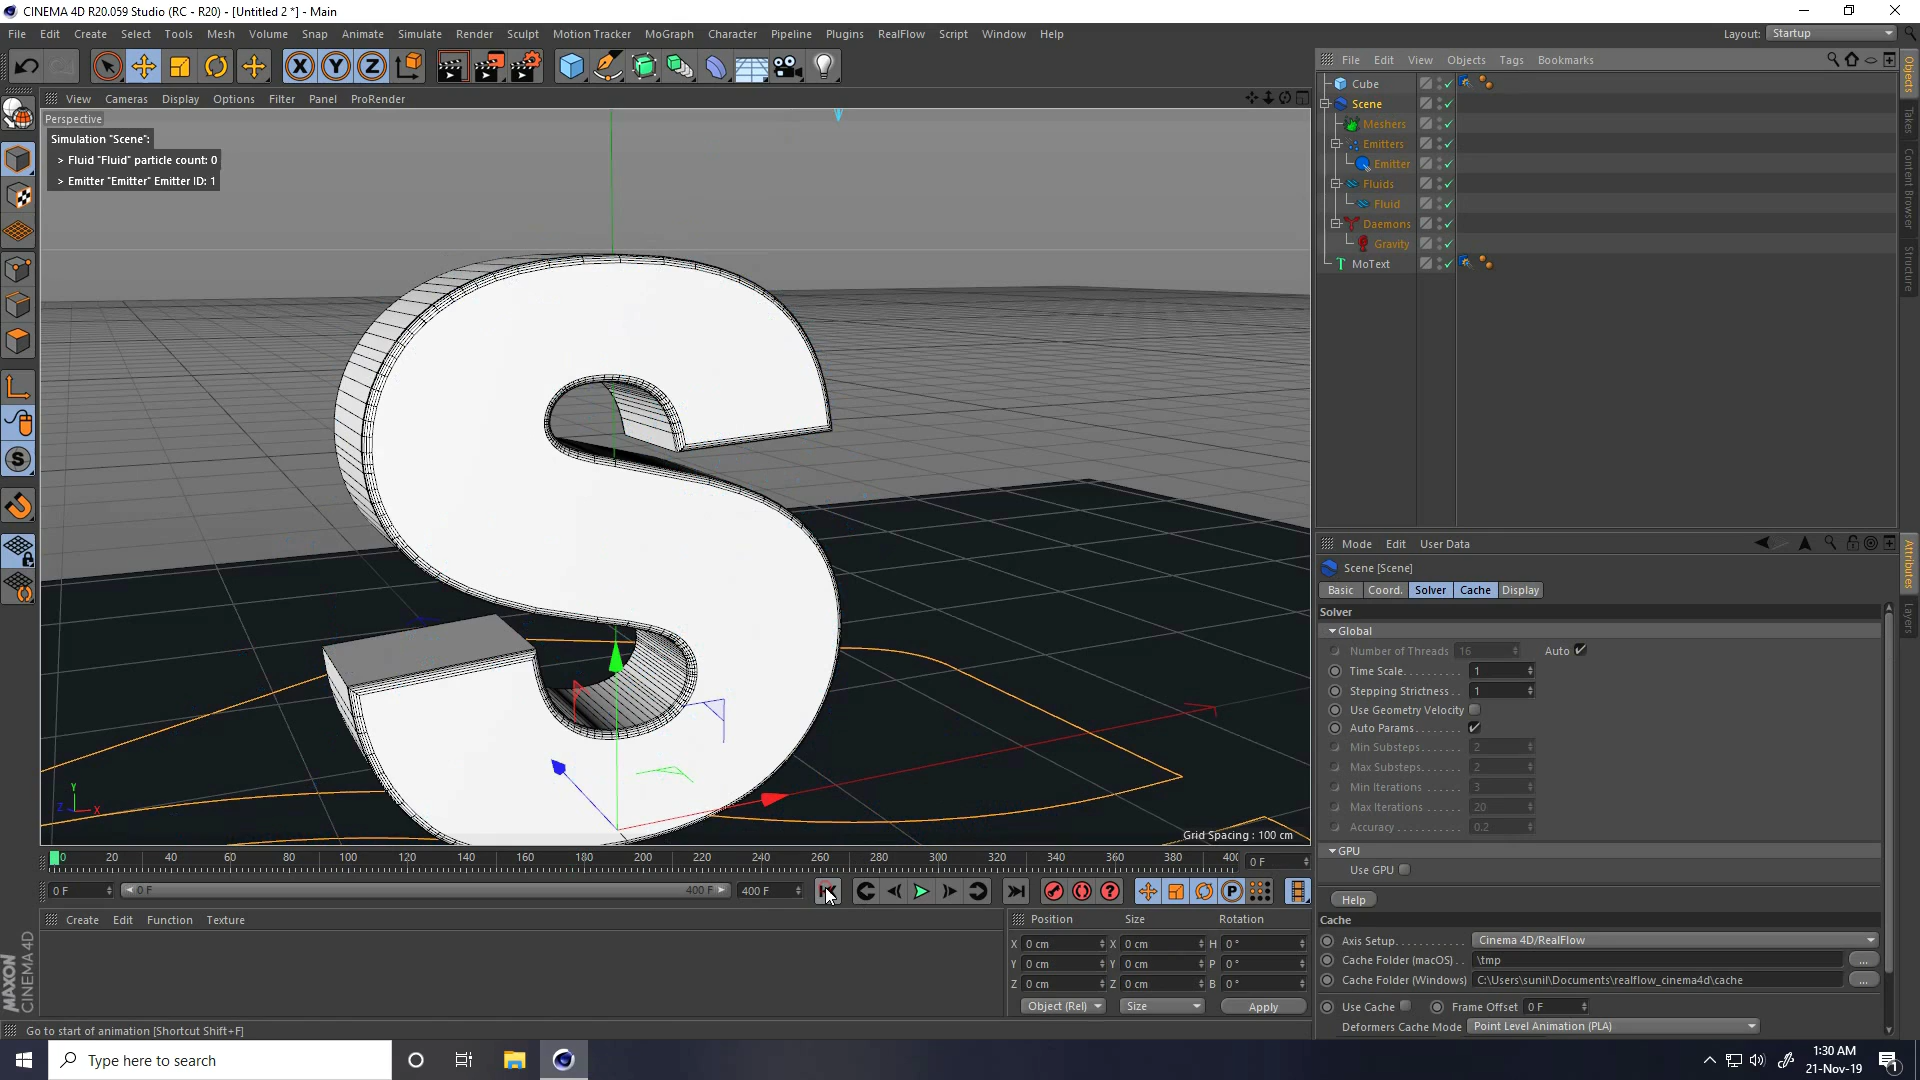 CINEMA 4D R20.059 Studio (RC - R20) - [Untitled 2 *] - Main
File Edit Create Select Tools Mesh Volume Snap Animate Simulate Render Sculpt Motion Tracker MoGraph Character Pipeline Plugins RealFlow Script Window Help
Layout: Startup
File Edit View Objects Tags Bookmarks
View Cameras Display Options Filter Panel ProRender
Perspective
Simulation "Scene":
> Fluid "Fluid" particle count: 0
> Emitter "Emitter" Emitter ID: 1
Cube
Scene
Meshers
Emitters
Emitter
Fluids
Fluid
Daemons
Gravity
MoText
Objects
Takes
Content Browser
Structure
Mode Edit User Data
Scene [Scene]
Basic Coord. Solver Cache Display
Solver
Global
Number of Threads 16 Auto
Time Scale. . . . . . . . . . 1
Stepping Strictness . . 1
Use Geometry Velocity
Auto Params. . . . . . . .
Min Substeps. . . . . . . 2
Max Substeps. . . . . . 2
Min Iterations . . . . . . 3
Max Iterations . . . . . . 20
Accuracy . . . . . . . . . . 0.2
GPU
Use GPU
Help
Cache
Axis Setup. . . . . . . . . . . . Cinema 4D/RealFlow
Cache Folder (macOS) . . \tmp ...
Cache Folder (Windows) C:\Users\sunil\Documents\realflow_cinema4d\cache ...
Use Cache Frame Offset 0 F
Deformers Cache Mode Point Level Animation (PLA)
Attributes
Layers
Y
Z X
Grid Spacing : 100 cm
0 20 40 60 80 100 120 140 160 180 200 220 240 260 280 300 320 340 360 380 400 0 F
0 F 0 F 400 F 400 F
Create Edit Function Texture
Position Size Rotation
X 0 cm X 0 cm H 0 °
Y 0 cm Y 0 cm P 0 °
Z 0 cm Z 0 cm B 0 °
Object (Rel) Size Apply
MAXON
CINEMA 4D
Go to start of animation [Shortcut Shift+F]
Type here to search
1:30 AM
21-Nov-19
1